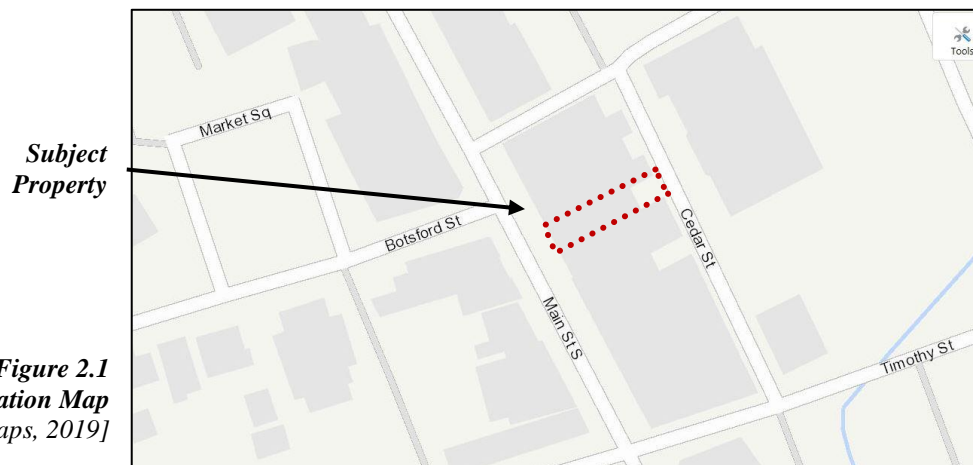 Tools
Market Sq
Subject
Property
Botsford St
Cedar St
Main St S
Timothy St
Figure 2.1
ation Map
aps, 2019]